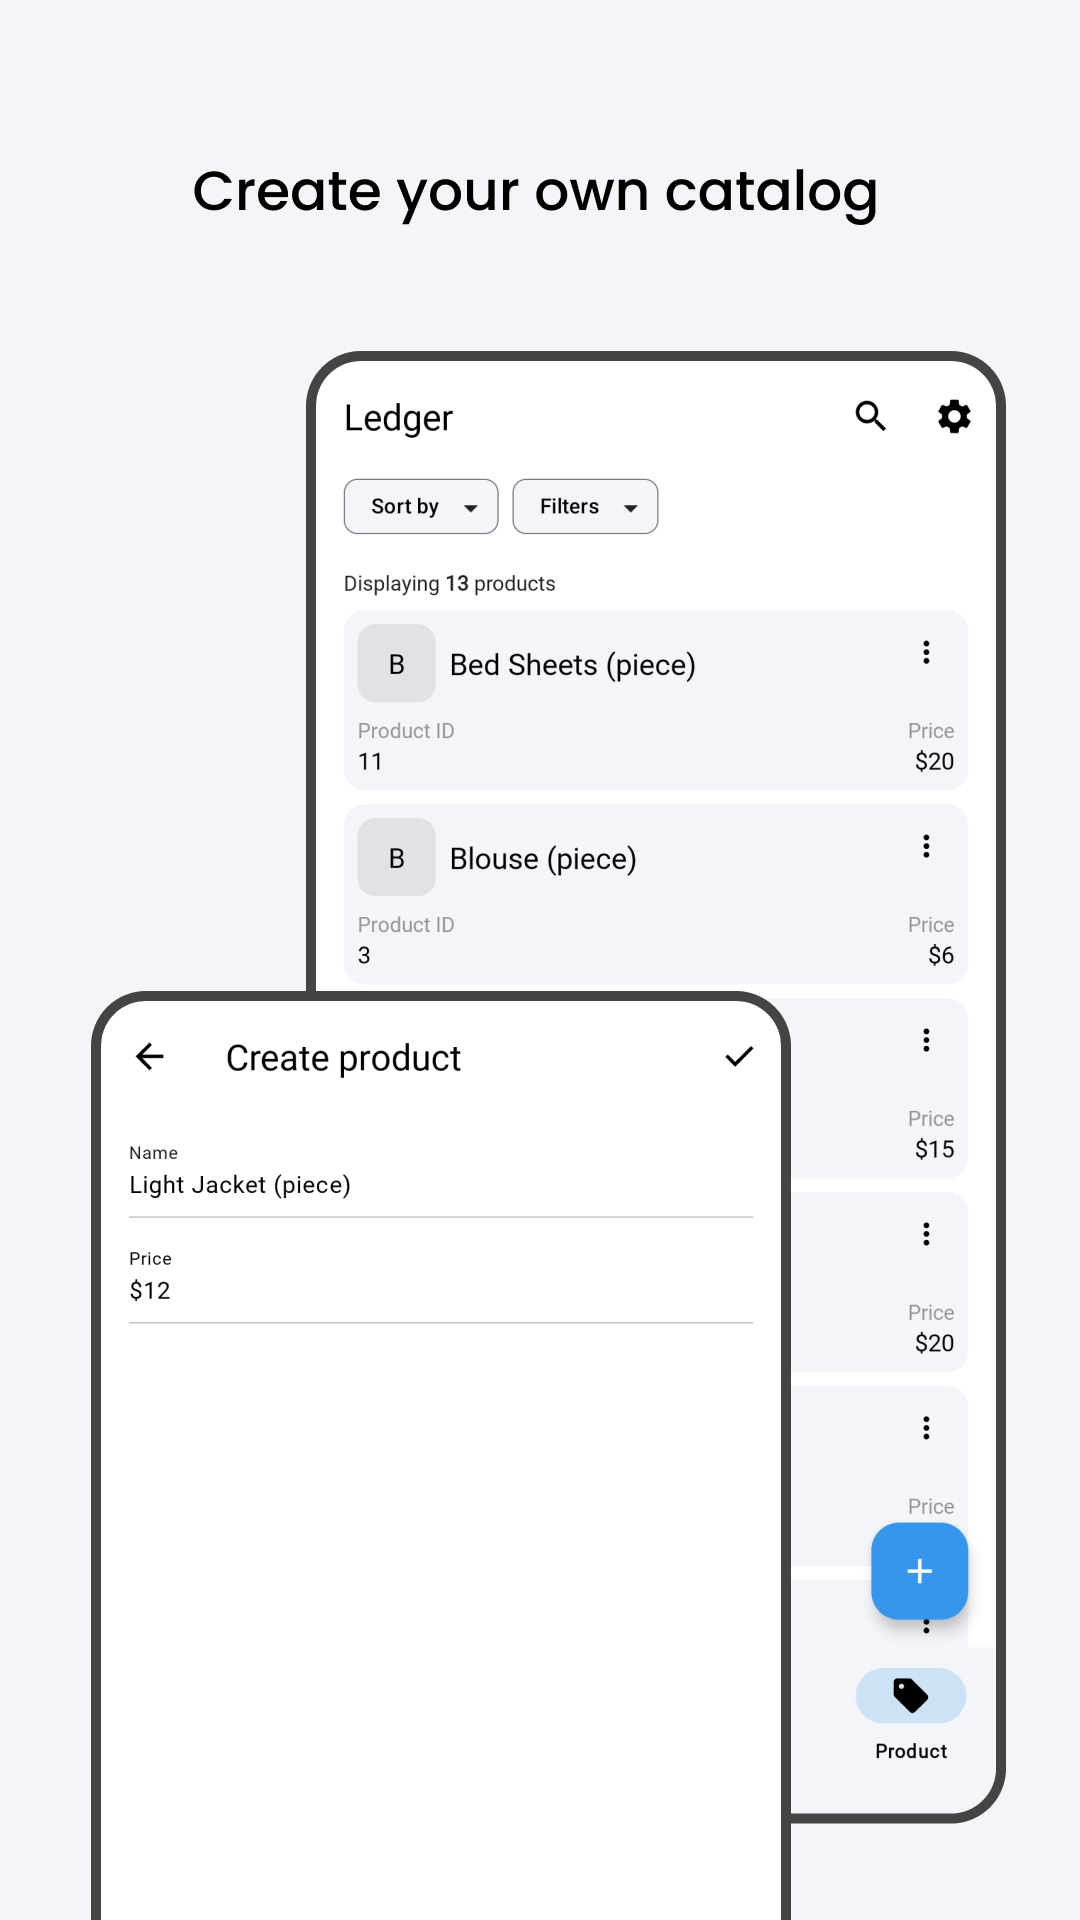 Create your own catalog
Ledger
Sort by
Filters
Displaying 13 products
B
Bed Sheets (piece)
Product ID
Price
11
$20
B
Blouse (piece)
Product ID
Price
3
$6
Price
$15
Price
$20
Price
Product
Create product
Name
Light Jacket (piece)
Price
$12